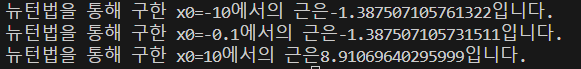 뉴턴법을 통해 구한 x0=-10에서의 근은-1.387507105761322입니다.
뉴턴법을 통해 구한 x0=-0.1에서의 근은-1.387507105731511입니다.
뉴턴법을 통해 구한 x0=10에서의 근은8.91069640295999입니다.